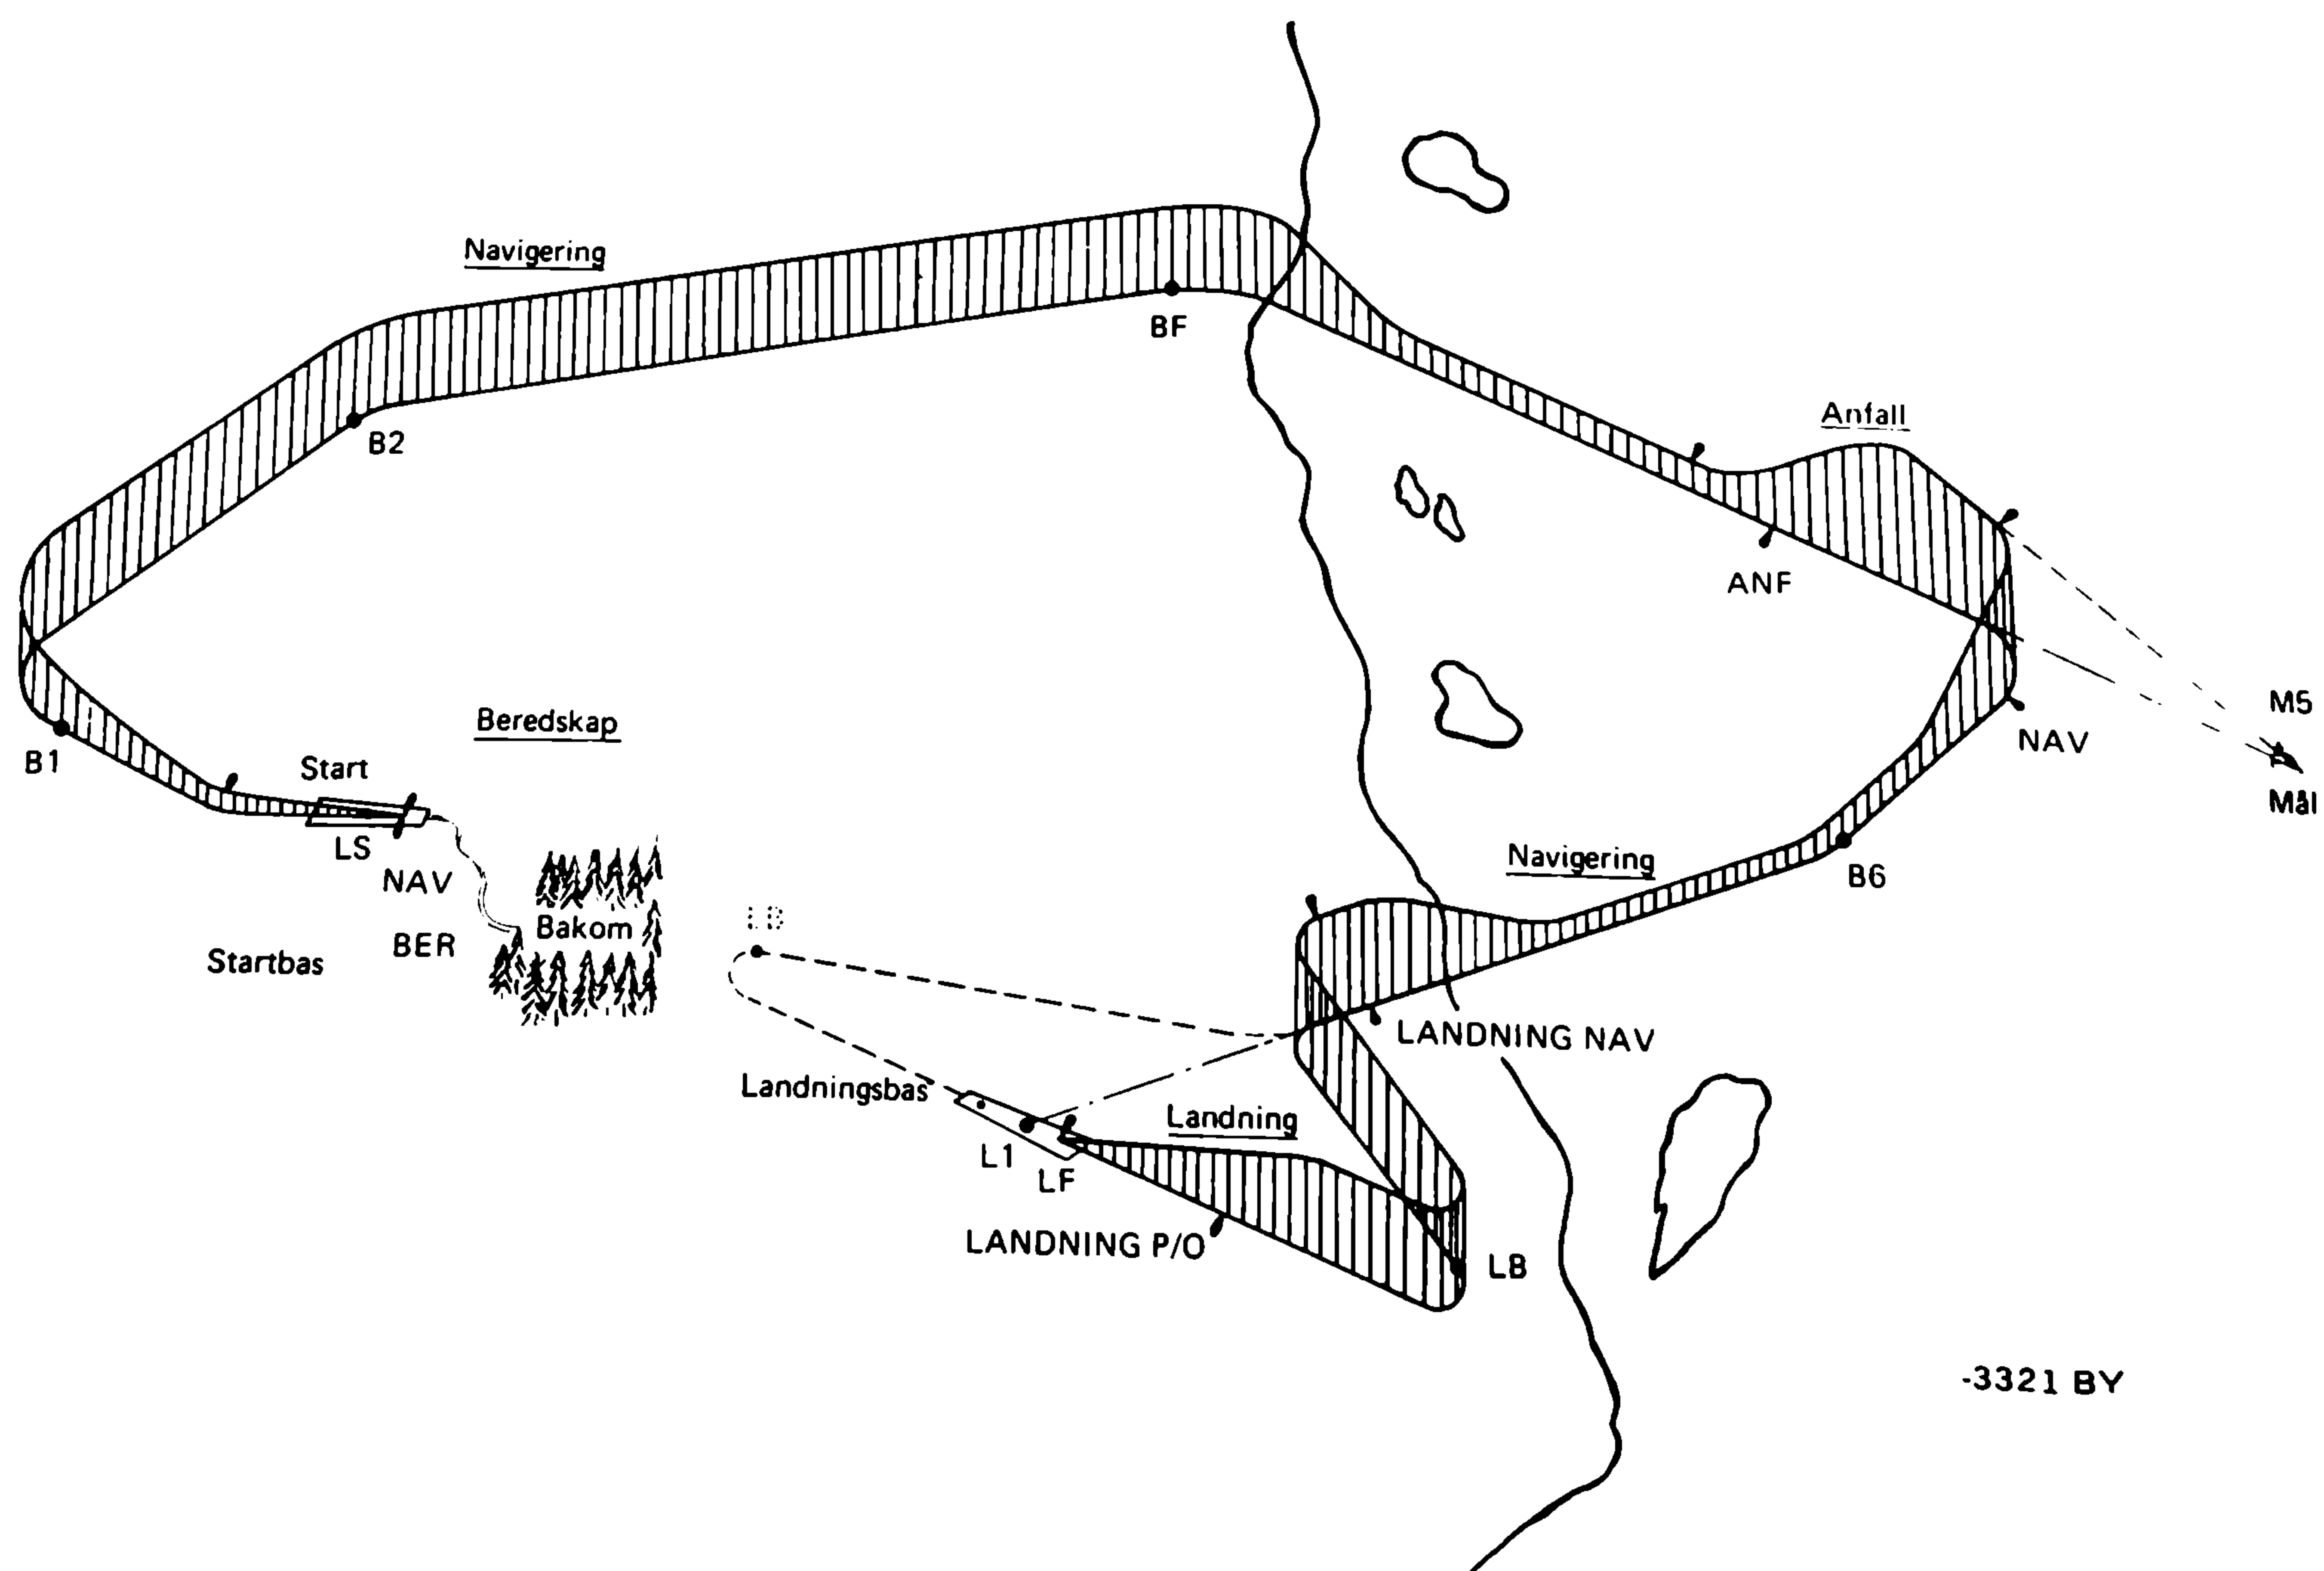 Navigering
BF
B2
Anfall
ANF
M5
Mål
NAV
B1
Beredskap
Start
LS
NAV
BER
Startbas
Bakom
LB
Navigering
B6
LANDNING NAV
Landningsbas
Landning
L1
LF
LANDNING P/O
LB
-3321 BY